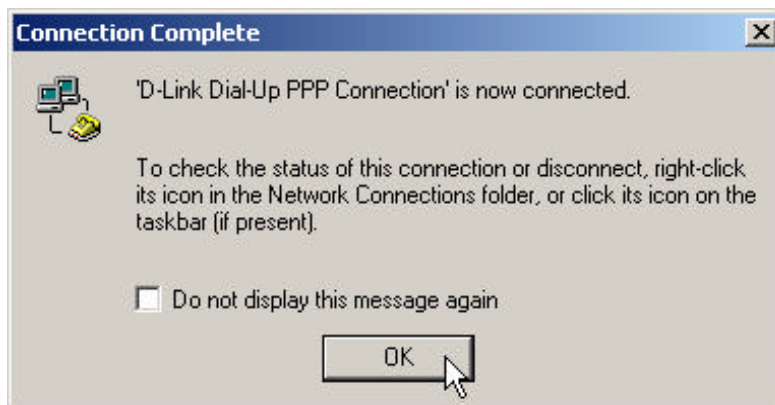 Connection Complete
'D-Link Dial-Up PPP Connection' is now connected.
To check the status of this connection or disconnect, right-click
its icon in the Network Connections folder, or click its icon on the
taskbar (if present).
Do not display this message again
OK